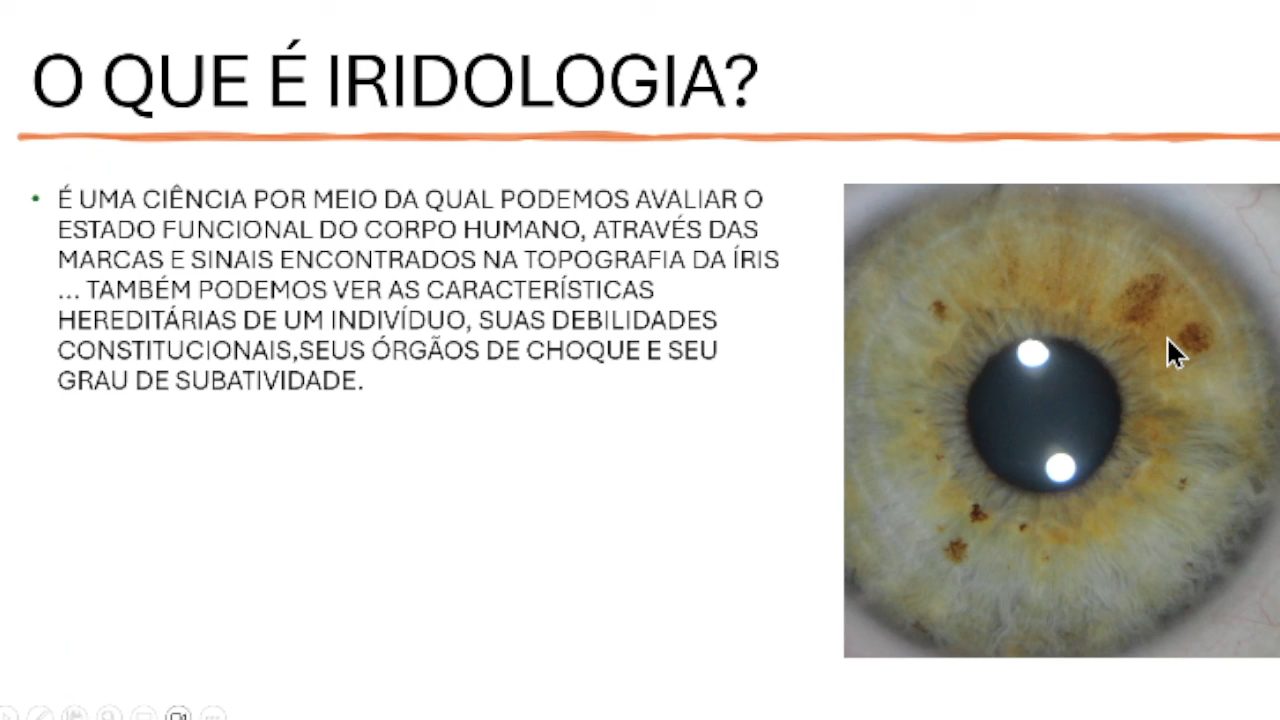 O QUE É IRIDOLOGIA?
• É UMA CIÊNCIA POR MEIO DA QUAL PODEMOS AVALIAR O
ESTADO FUNCIONAL DO CORPO HUMANO, ATRAVÉS DAS
MARCAS E SINAIS ENCONTRADOS NA TOPOGRAFIA DA ÍRIS
... TAMBÉM PODEMOS VER AS CARACTERÍSTICAS
HEREDITÁRIAS DE UM INDIVÍDUO, SUAS DEBILIDADES
CONSTITUCIONAIS,SEUS ÓRGÃOS DE CHOQUE E SEU
GRAU DE SUBATIVIDADE.